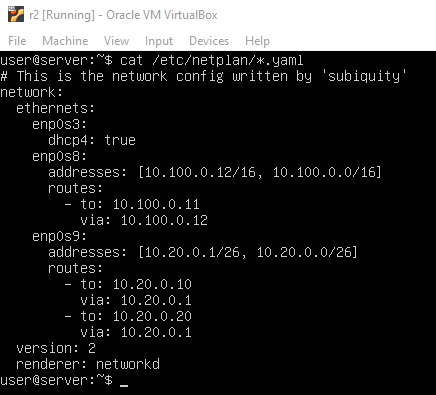 r2 [Running] - Oracle VM VirtualBox
File Machine View Input Devices Help
user@server:~$ cat /etc/netplan/*.yaml
# This is the network config written by 'subiquity'
network:
  ethernets:
    enp0s3:
      dhcp4: true
    enp0s8:
      addresses: [10.100.0.12/16, 10.100.0.0/16]
      routes:
        - to: 10.100.0.11
          via: 10.100.0.12
    enp0s9:
      addresses: [10.20.0.1/26, 10.20.0.0/26]
      routes:
        - to: 10.20.0.10
          via: 10.20.0.1
        - to: 10.20.0.20
          via: 10.20.0.1
  version: 2
  renderer: networkd
user@server:~$ _